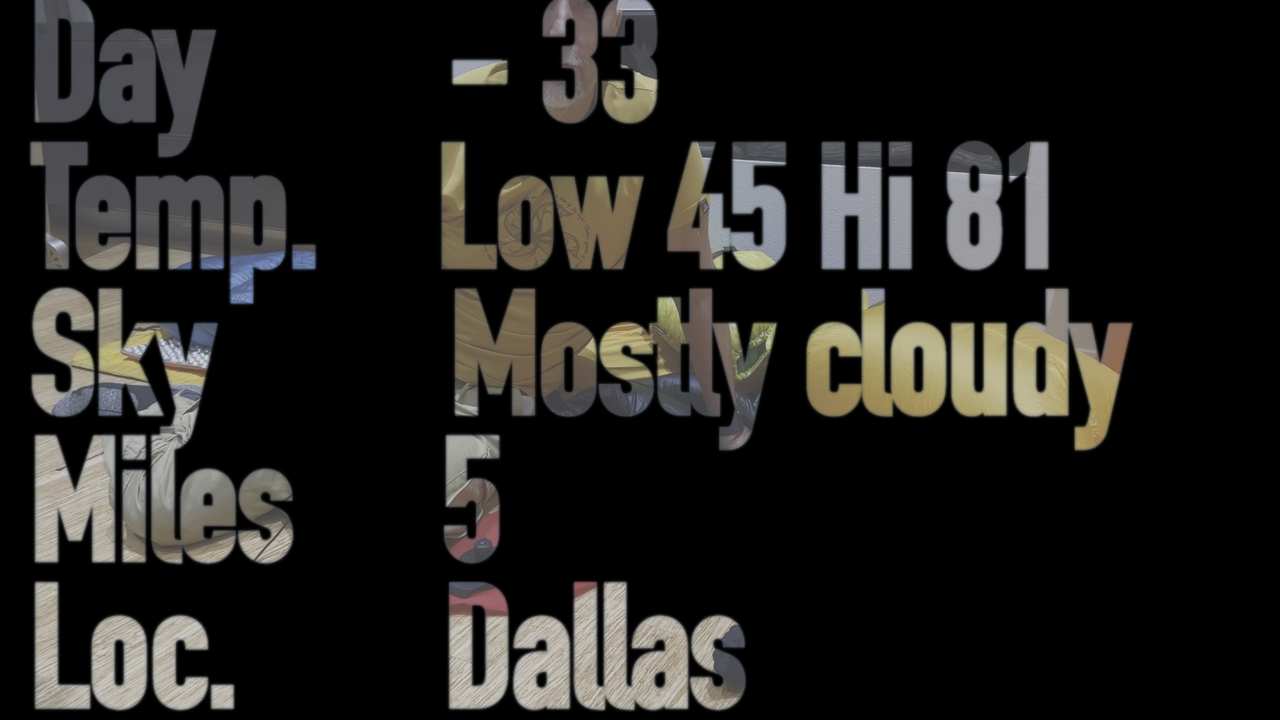 Day - 33
Temp. Low 45 Hi 81
Sky Mostly cloudy
Miles 5
Loc. Dallas